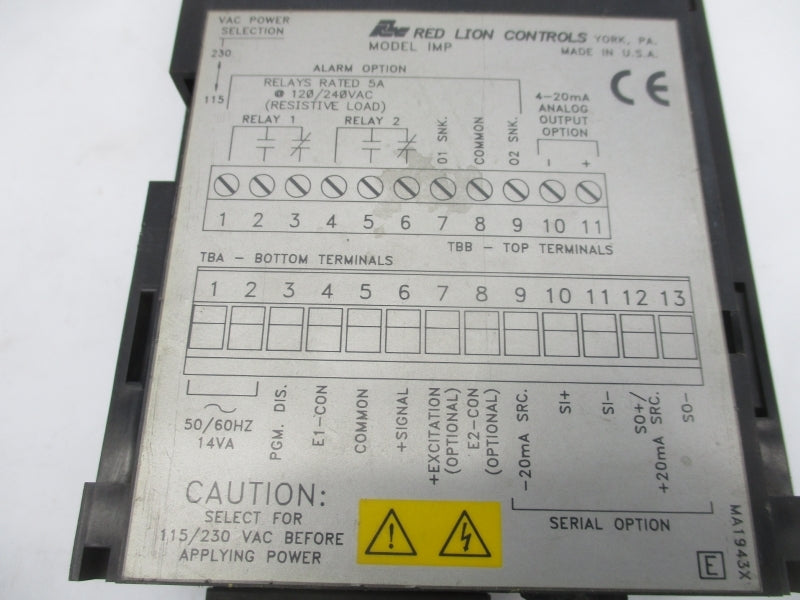 VAC POWER
SELECTION
230
115
RED LION CONTROLS YORK, PA.
MODEL IMP
MADE IN U.S.A.
CE
ALARM OPTION
RELAYS RATED 5A
@ 120/240VAC
(RESISTIVE LOAD)
RELAY 1
RELAY 2
O1 SNK.
COMMON
O2 SNK.
4-20mA
ANALOG
OUTPUT
OPTION
- +
1 2 3 4 5 6 7 8 9 10 11
TBB - TOP TERMINALS
TBA - BOTTOM TERMINALS
1 2 3 4 5 6 7 8 9 10 11 12 13
50/60HZ
14VA
PGM. DIS.
E1-CON
COMMON
+SIGNAL
+EXCITATION
(OPTIONAL)
E2-CON
(OPTIONAL)
-20mA SRC.
SI+
SI-
SO+/
+20mA SRC.
SO-
SERIAL OPTION
CAUTION:
SELECT FOR
115/230 VAC BEFORE
APPLYING POWER
E
MA1943X